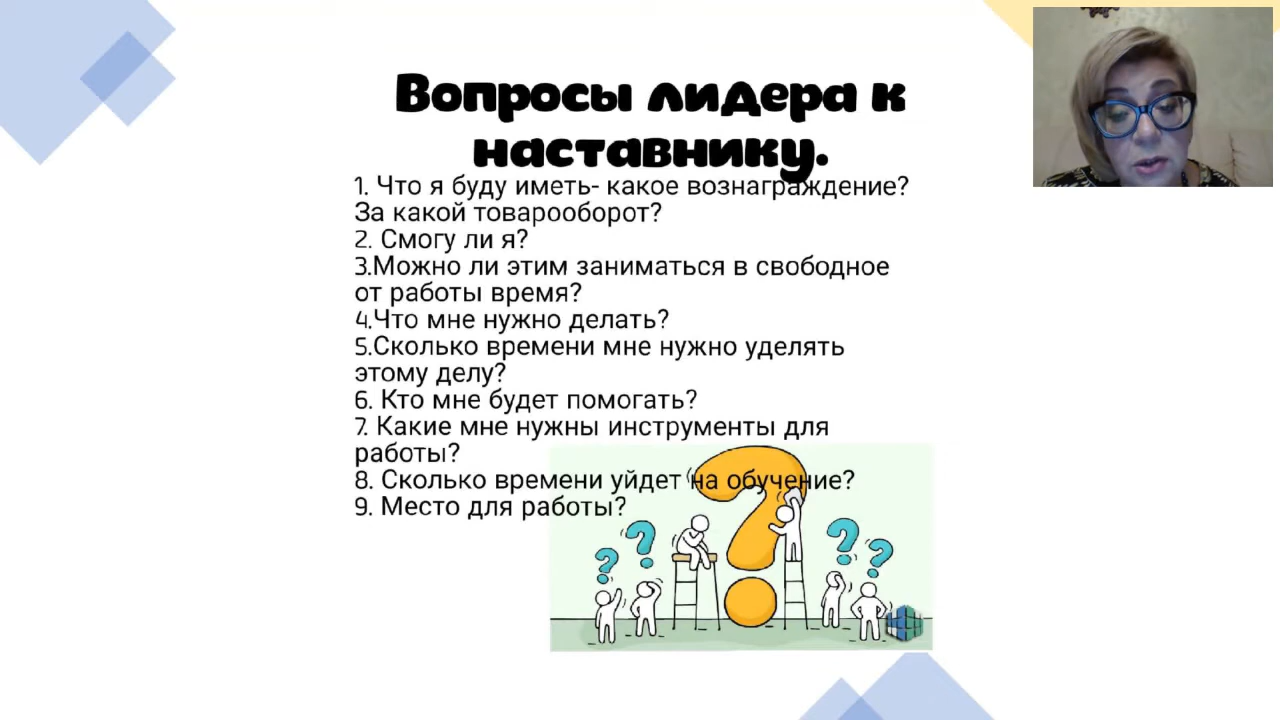 Вопросы лидера к
наставнику.
1. Что я буду иметь- какое вознаграждение?
За какой товарооборот?
2. Смогу ли я?
3.Можно ли этим заниматься в свободное
от работы время?
4.Что мне нужно делать?
5.Сколько времени мне нужно уделять
этому делу?
6. Кто мне будет помогать?
7. Какие мне нужны инструменты для
работы?
8. Сколько времени уйдет на обучение?
9. Место для работы?